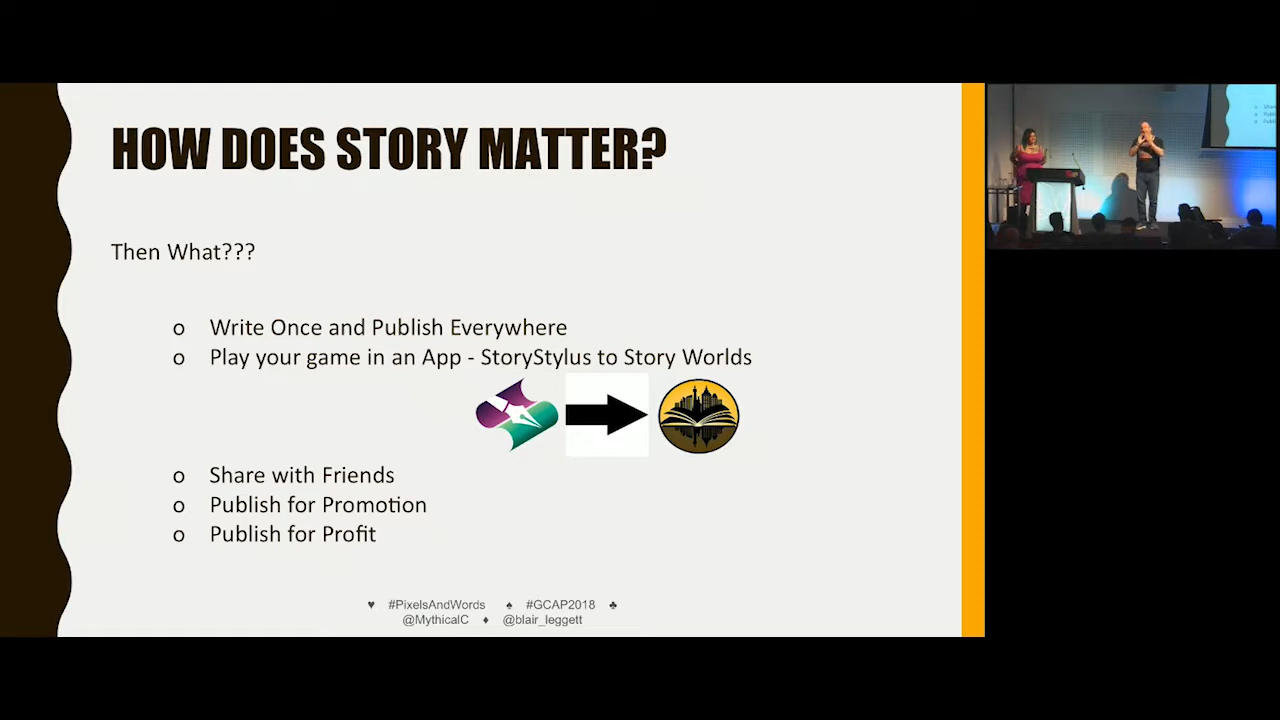 HOW DOES STORY MATTER?
Then What???
o Write Once and Publish Everywhere
o Play your game in an App - StoryStylus to Story Worlds
o Share with Friends
o Publish for Promotion
o Publish for Profit
♥ #PixelsAndWords ♠ #GCAP2018 ♣
@MythicalC ♦ @blair_leggett